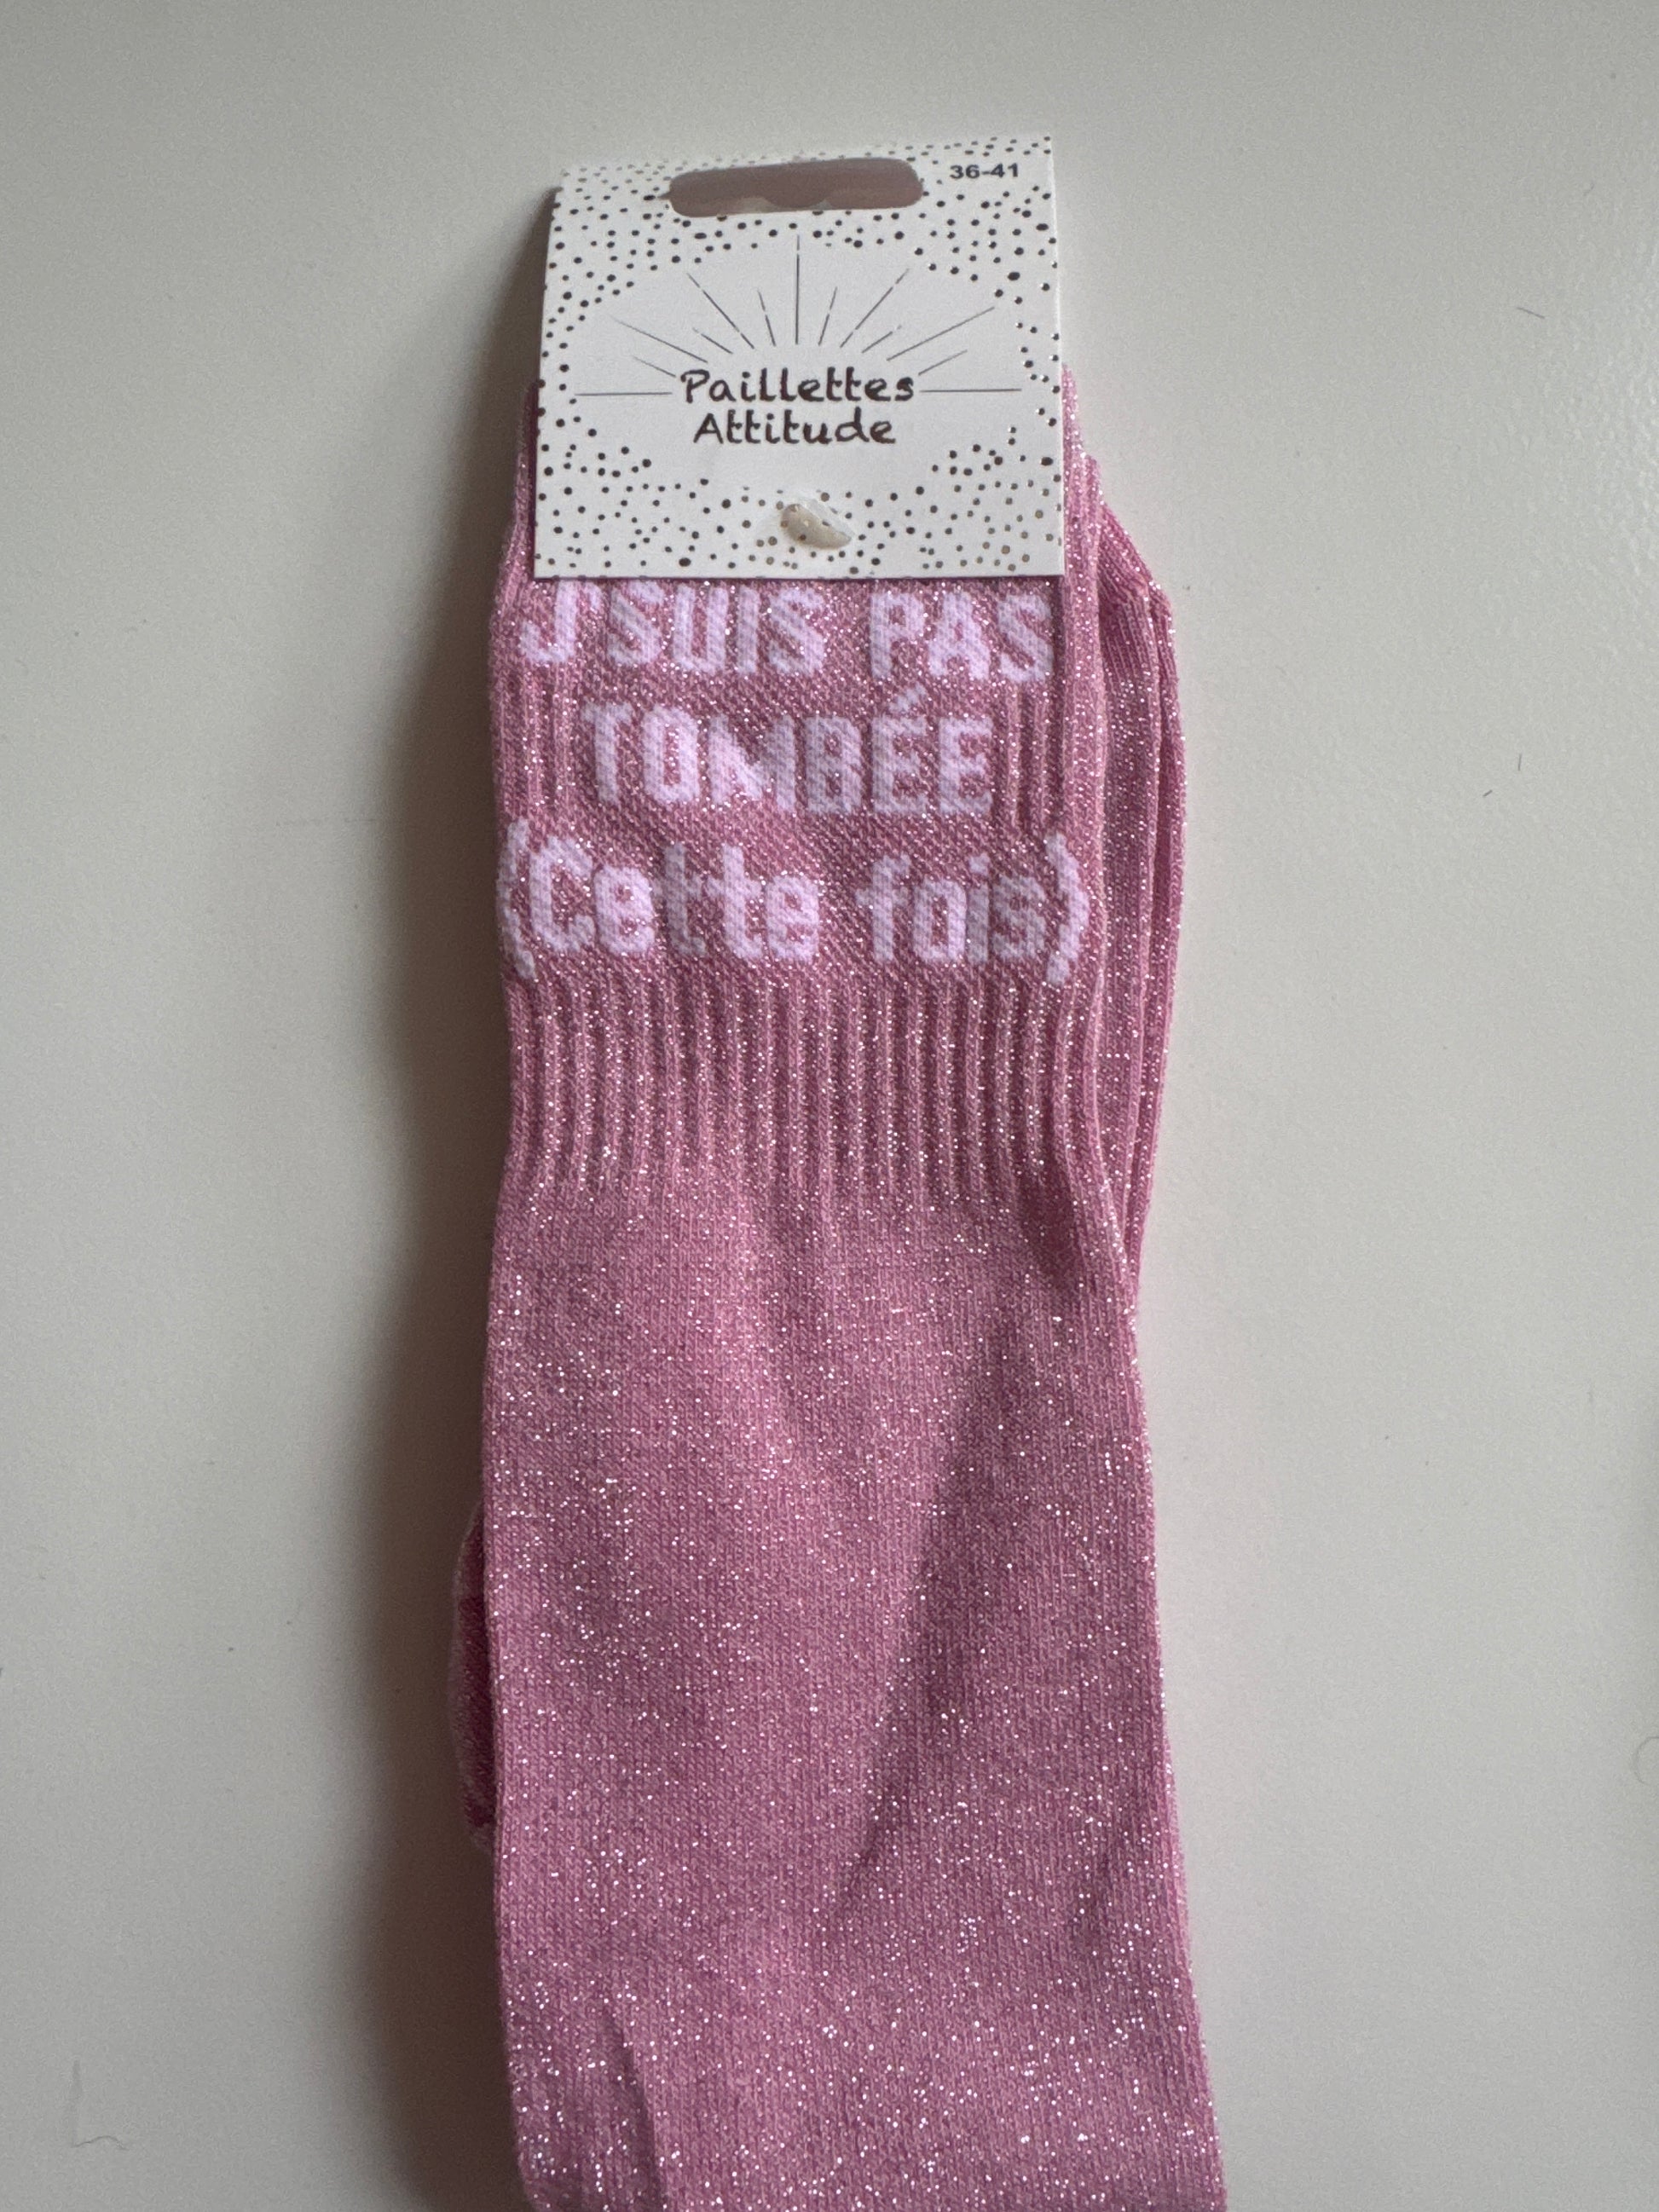 36-41
Paillettes
Attitude
J'SUIS PAS
TOMBÉE
(Cette fois)